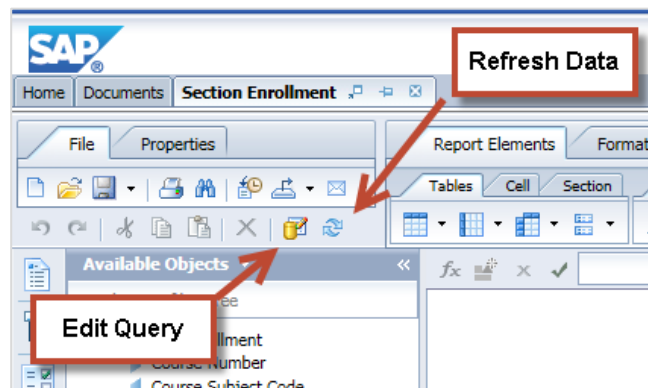 SAP®
Refresh Data
Home Documents Section Enrollment
File Properties
Report Elements Format
Tables Cell Section
Available Objects
fx
Edit Query
Course Number
Course Subject Code